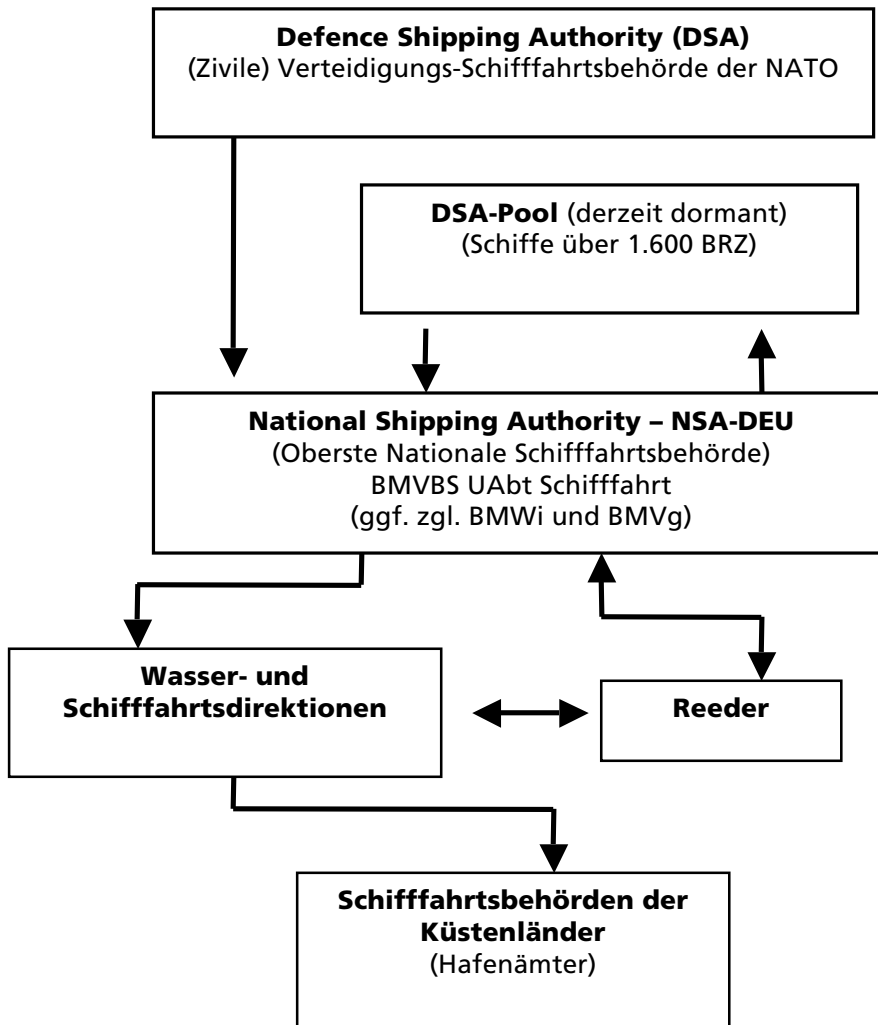 Defence Shipping Authority (DSA)
(Zivile) Verteidigungs-Schifffahrtsbehörde der NATO
DSA-Pool (derzeit dormant)
(Schiffe über 1.600 BRZ)
National Shipping Authority – NSA-DEU
(Oberste Nationale Schifffahrtsbehörde)
BMVBS UAbt Schifffahrt
(ggf. zgl. BMWi und BMVg)
Wasser- und
Schifffahrtsdirektionen
Reeder
Schifffahrtsbehörden der
Küstenländer
(Hafenämter)